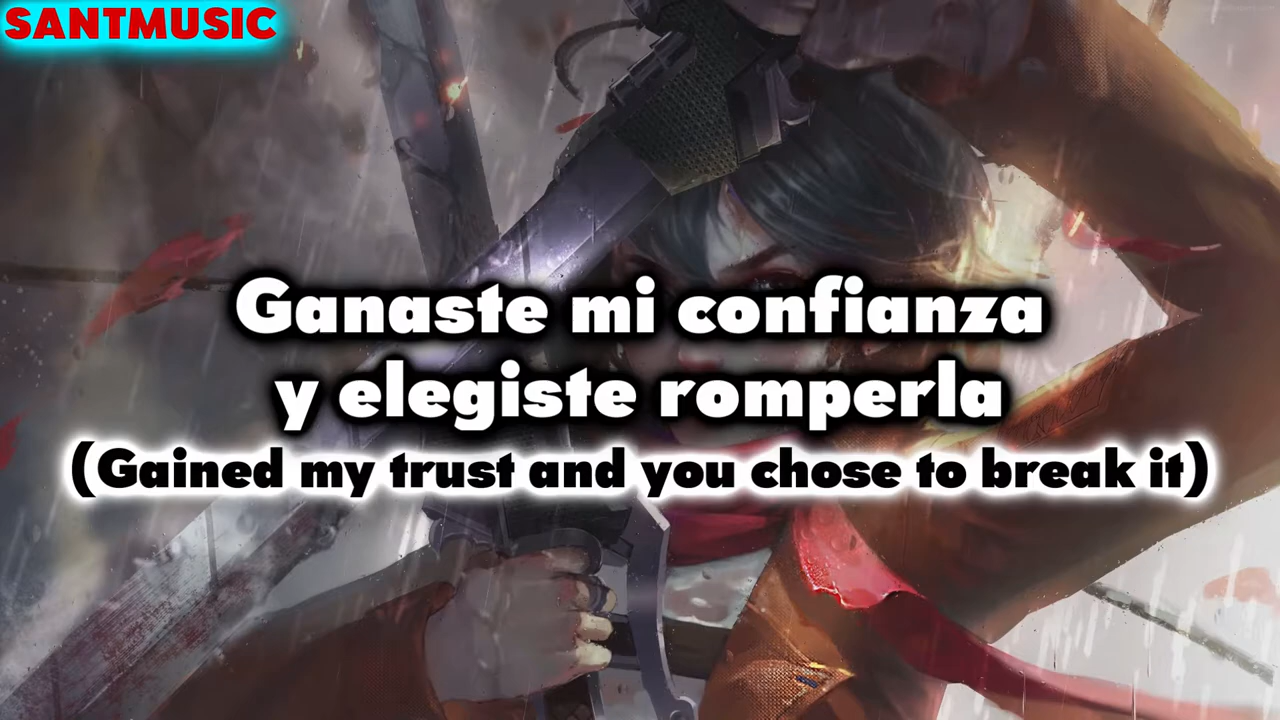 SANTMUSIC
Ganaste mi confianza
y elegiste romperla
(Gained my trust and you chose to break it)